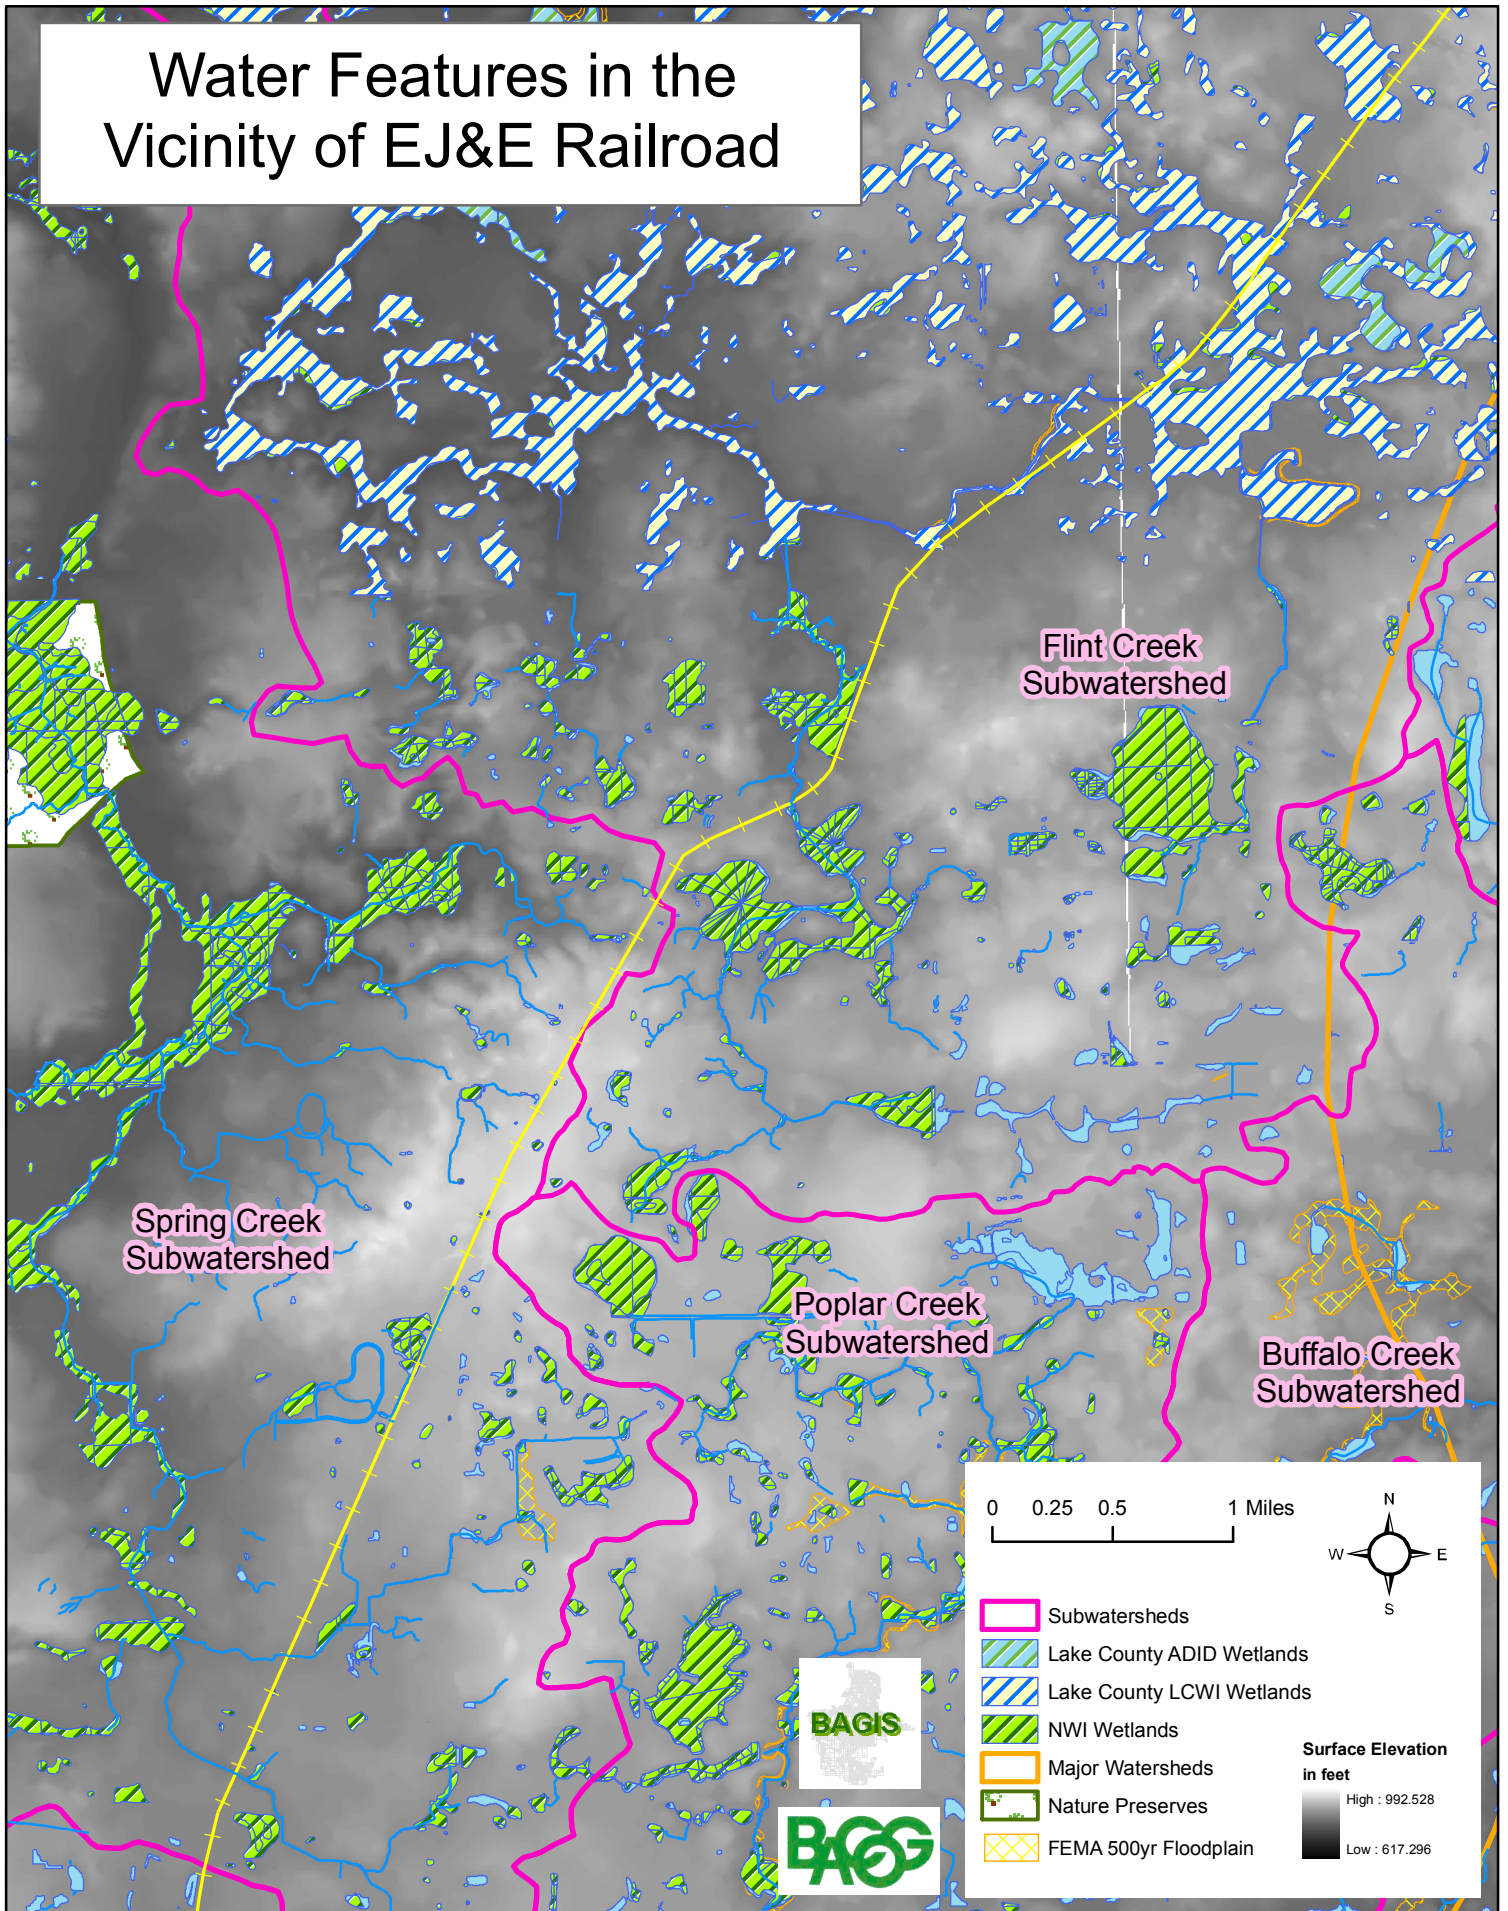 Water Features in the
Vicinity of EJ&E Railroad
Flint Creek
Subwatershed
Spring Creek
Subwatershed
Poplar Creek
Subwatershed
Buffalo Creek
Subwatershed
0 0.25 0.5 1 Miles
N
W E
S
Subwatersheds
Lake County ADID Wetlands
Lake County LCWI Wetlands
NWI Wetlands
Major Watersheds
Nature Preserves
FEMA 500yr Floodplain
Surface Elevation
in feet
High : 992.528
Low : 617.296
BAGIS
BACOG